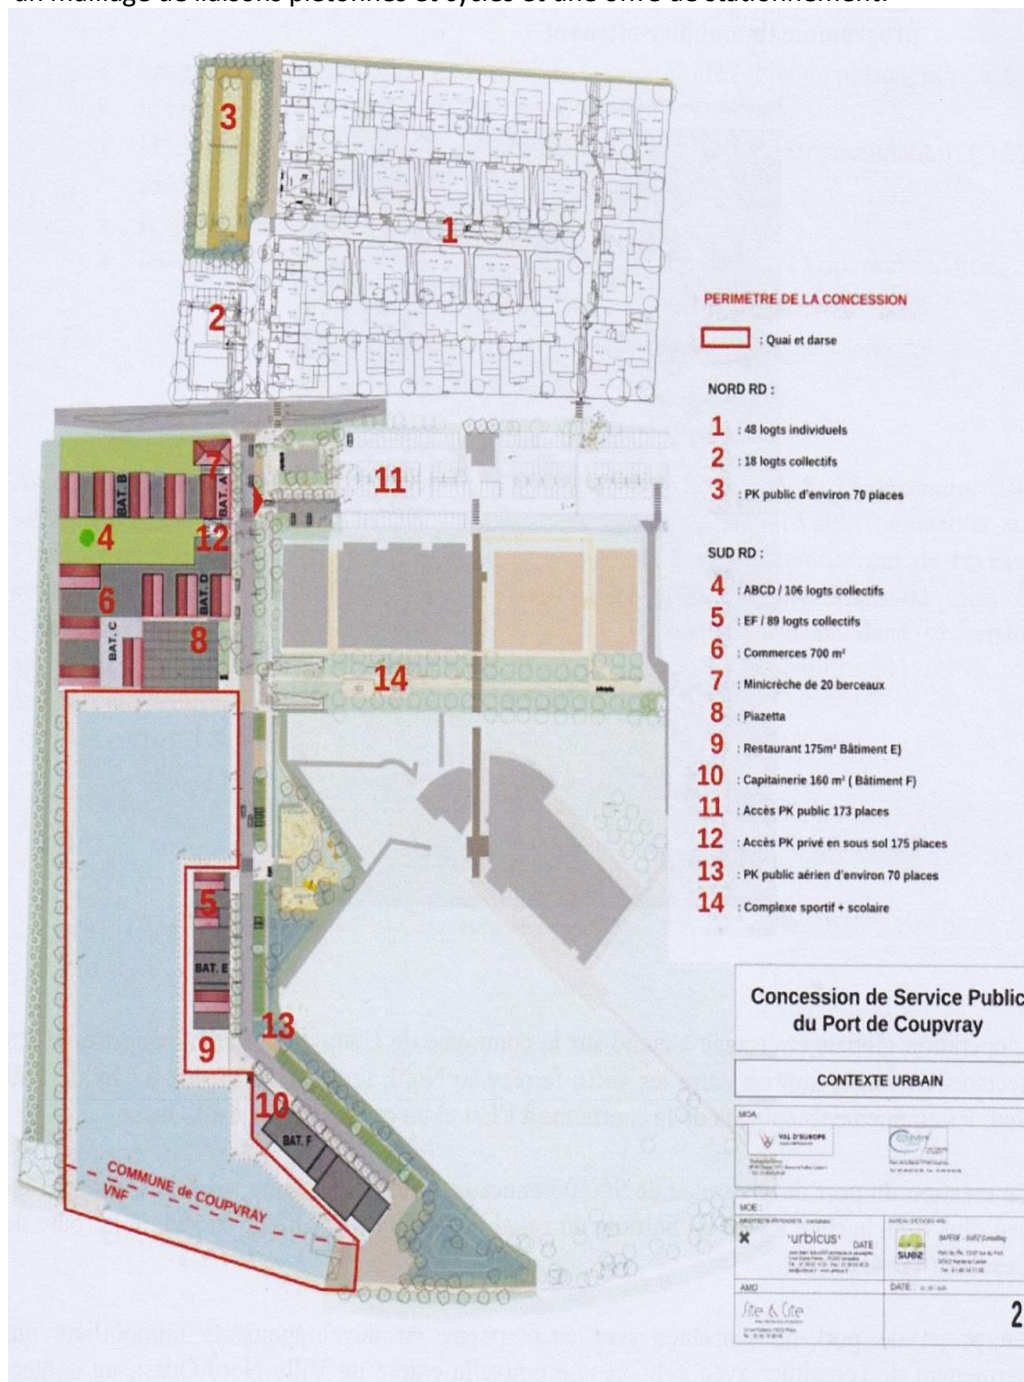 un maillage de liaisons piétonnes et cycles et une offre de stationnement.
3
1
2
PERIMETRE DE LA CONCESSION
: Quai et darse
NORD RD :
1 : 48 logts individuels
2 : 18 logts collectifs
3 : PK public d'environ 70 places
SUD RD :
4 : ABCD / 106 logts collectifs
5 : EF / 89 logts collectifs
6 : Commerces 700 m²
7 : Minicrèche de 20 berceaux
8 : Piazetta
9 : Restaurant 175m² Bâtiment E)
10 : Capitainerie 160 m² ( Bâtiment F)
11 : Accès PK public 173 places
12 : Accès PK privé en sous sol 175 places
13 : PK public aérien d'environ 70 places
14 : Complexe sportif + scolaire
7
11
BAT. B
BAT. A
4
12
6
BAT. D
BAT. C
8
14
5
BAT. E
13
9
10
BAT. F
COMMUNE de COUPVRAY
VNF
Concession de Service Public
du Port de Coupvray
CONTEXTE URBAIN
MOA
VAL D'EUROPE
MOE :
'urbicus'
DATE
SUEZ
SAFEGE - SUEZ Consulting
AMO
DATE :
Site & Cité
2